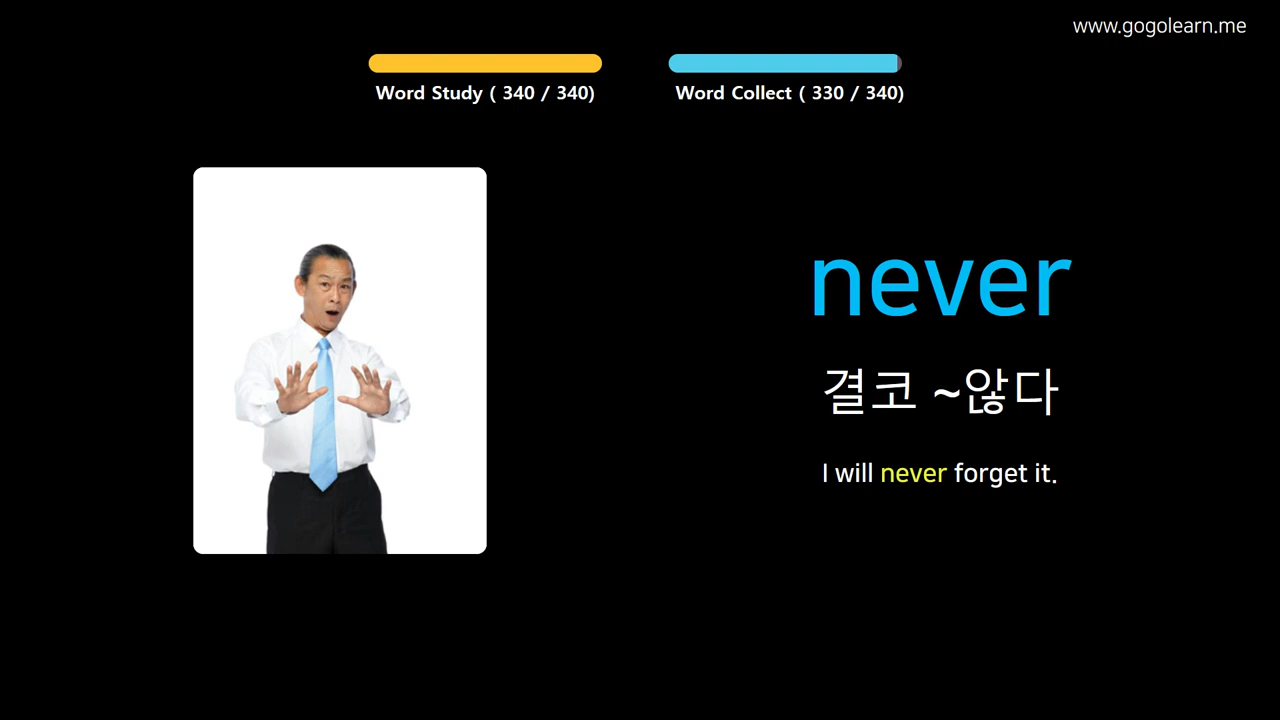 www.gogolearn.me
Word Study ( 340 / 340)
Word Collect ( 330 / 340)
never
결코 ~않다
I will never forget it.